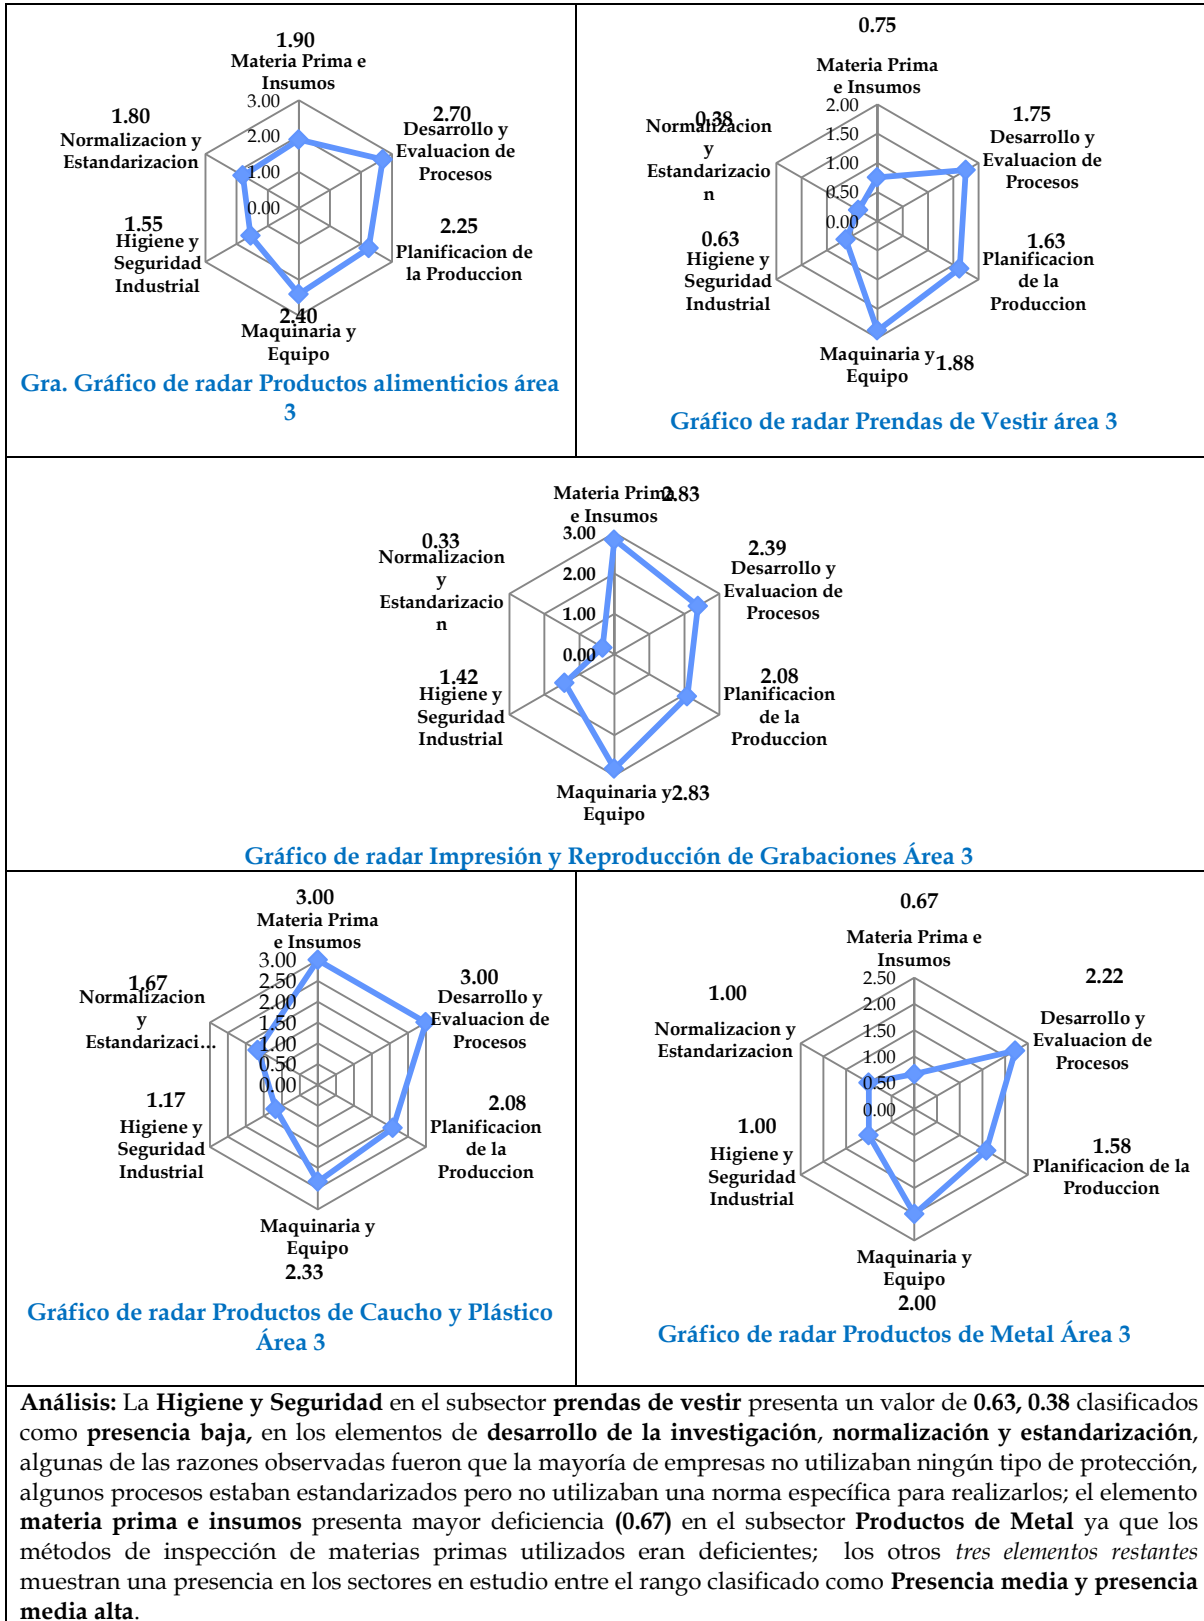 1.90
Materia Prima e
Insumos
3.00
2.00
1.00
0.00
2.70
Desarrollo y
Evaluacion de
Procesos
2.25
Planificacion de
la Produccion
2.40
Maquinaria y
Equipo
1.55
Higiene y
Seguridad
Industrial
1.80
Normalizacion y
Estandarizacion
Gra. Gráfico de radar Productos alimenticios área
3
0.75
Materia Prima
e Insumos
2.00
1.50
1.00
0.50
0.00
1.75
Desarrollo y
Evaluacion de
Procesos
1.63
Planificacion
de la
Produccion
Maquinaria y
Equipo
1.88
0.63
Higiene y
Seguridad
Industrial
0.38
Normalizacion
y
Estandarizacio
n
Gráfico de radar Prendas de Vestir área 3
Materia Prima
e Insumos
2.83
3.00
2.00
1.00
0.00
2.39
Desarrollo y
Evaluacion de
Procesos
2.08
Planificacion
de la
Produccion
Maquinaria y
Equipo
2.83
1.42
Higiene y
Seguridad
Industrial
0.33
Normalizacion
y
Estandarizacio
n
Gráfico de radar Impresión y Reproducción de Grabaciones Área 3
3.00
Materia Prima
e Insumos
3.00
2.50
2.00
1.50
1.00
0.50
0.00
3.00
Desarrollo y
Evaluacion de
Procesos
2.08
Planificacion
de la
Produccion
Maquinaria y
Equipo
2.33
1.17
Higiene y
Seguridad
Industrial
1.67
Normalizacion
y
Estandarizaci...
Gráfico de radar Productos de Caucho y Plástico
Área 3
0.67
Materia Prima e
Insumos
2.50
2.00
1.50
1.00
0.50
0.00
2.22
Desarrollo y
Evaluacion de
Procesos
1.58
Planificacion de la
Produccion
Maquinaria y
Equipo
2.00
1.00
Higiene y
Seguridad
Industrial
1.00
Normalizacion y
Estandarizacion
Gráfico de radar Productos de Metal Área 3
Análisis: La Higiene y Seguridad en el subsector prendas de vestir presenta un valor de 0.63, 0.38 clasificados
como presencia baja, en los elementos de desarrollo de la investigación, normalización y estandarización,
algunas de las razones observadas fueron que la mayoría de empresas no utilizaban ningún tipo de protección,
algunos procesos estaban estandarizados pero no utilizaban una norma específica para realizarlos; el elemento
materia prima e insumos presenta mayor deficiencia (0.67) en el subsector Productos de Metal ya que los
métodos de inspección de materias primas utilizados eran deficientes; los otros tres elementos restantes
muestran una presencia en los sectores en estudio entre el rango clasificado como Presencia media y presencia
media alta.